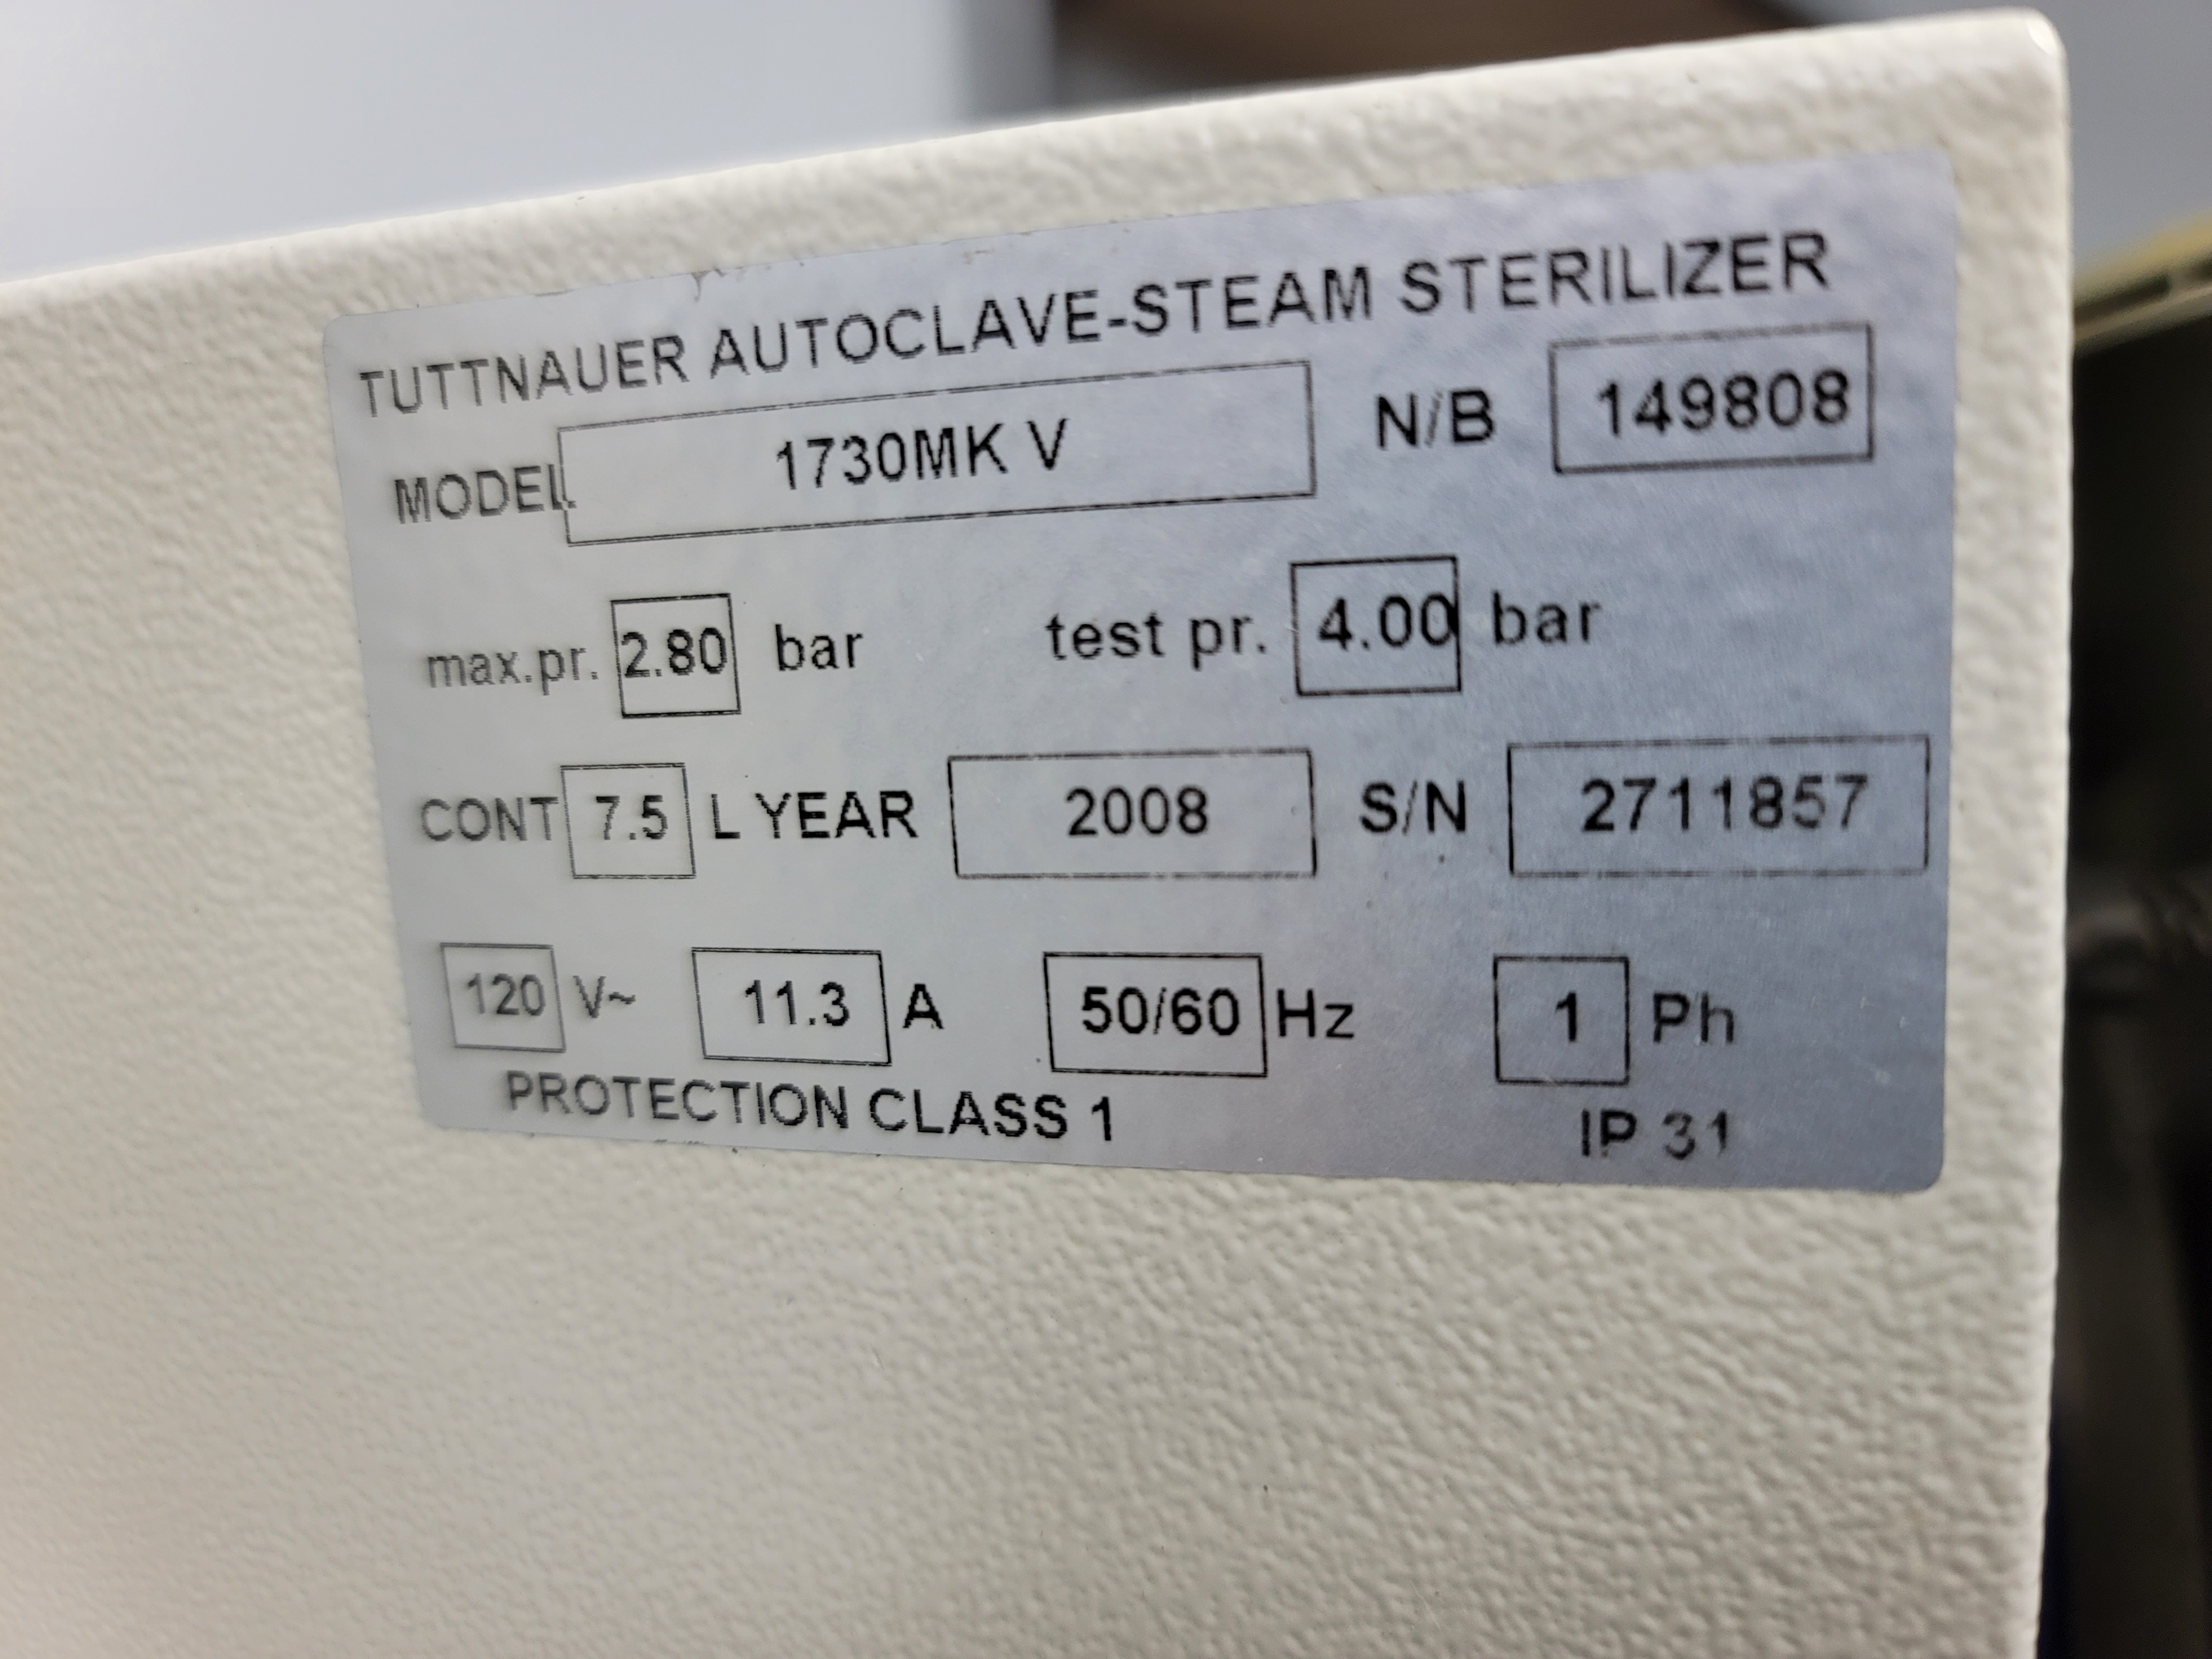 TUTTNAUER AUTOCLAVE-STEAM STERILIZER
MODEL 1730MK V N/B 149808
max.pr. 2.80 bar test pr. 4.00 bar
CONT 7.5 L YEAR 2008 S/N 2711857
120 V~ 11.3 A 50/60 Hz 1 Ph
PROTECTION CLASS 1 IP 31